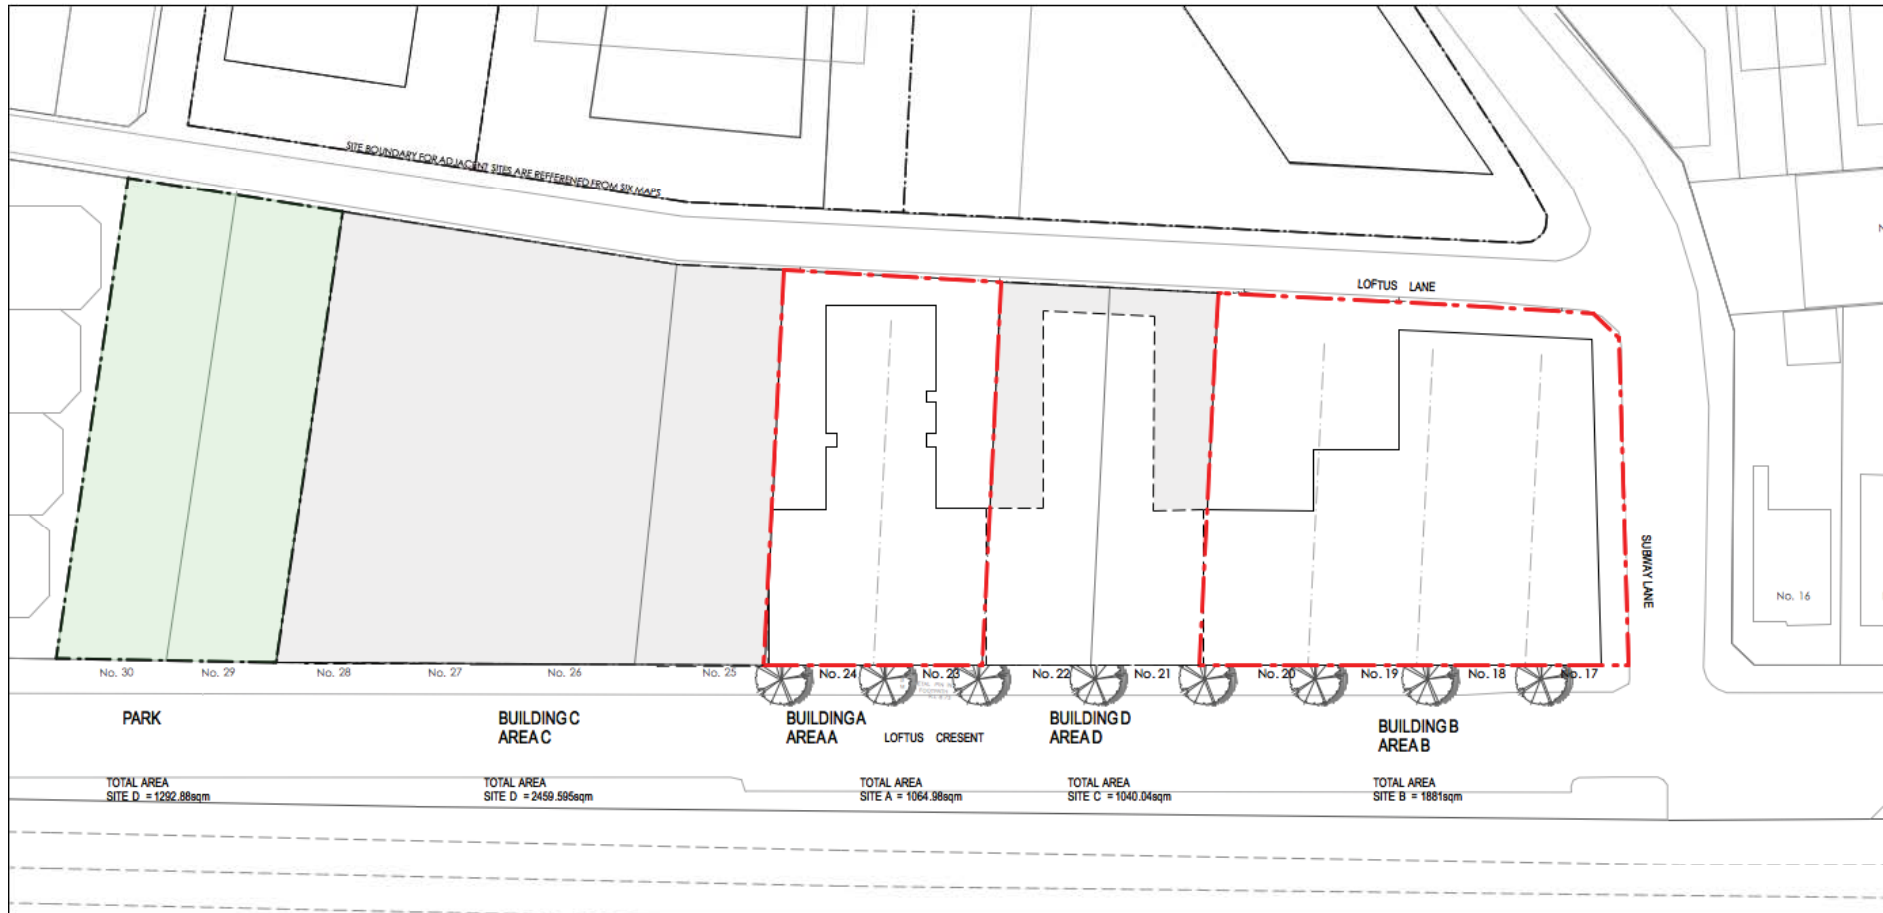 SITE BOUNDARY FOR ADJACENT SITES ARE REFFERENED FROM SIX MAPS
LOFTUS LANE
SUBWAY LANE
No. 16
No. 30
No. 29
No. 28
No. 27
No. 26
No. 25
No. 24
No. 23
No. 22
No. 21
No. 20
No. 19
No. 18
No. 17
PARK
BUILDING C
AREA C
BUILDING A
AREA A
LOFTUS CRESENT
BUILDING D
AREA D
BUILDING B
AREA B
TOTAL AREA
SITE D = 1292.88sqm
TOTAL AREA
SITE D = 2459.595sqm
TOTAL AREA
SITE A = 1064.98sqm
TOTAL AREA
SITE C = 1040.04sqm
TOTAL AREA
SITE B = 1881sqm